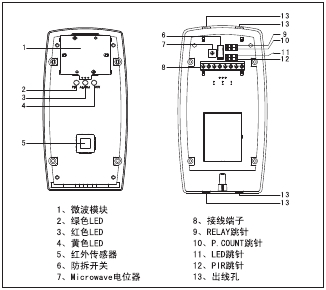 13
13
6
7
8
9
10
11
12
1
2
3
4
5
13
13
1、微波模块
2、绿色LED
3、红色LED
4、黄色LED
5、红外传感器
6、防拆开关
7、Microwave电位器
8、接线端子
9、RELAY跳针
10、P.COUNT跳针
11、LED跳针
12、PIR跳针
13、出线孔